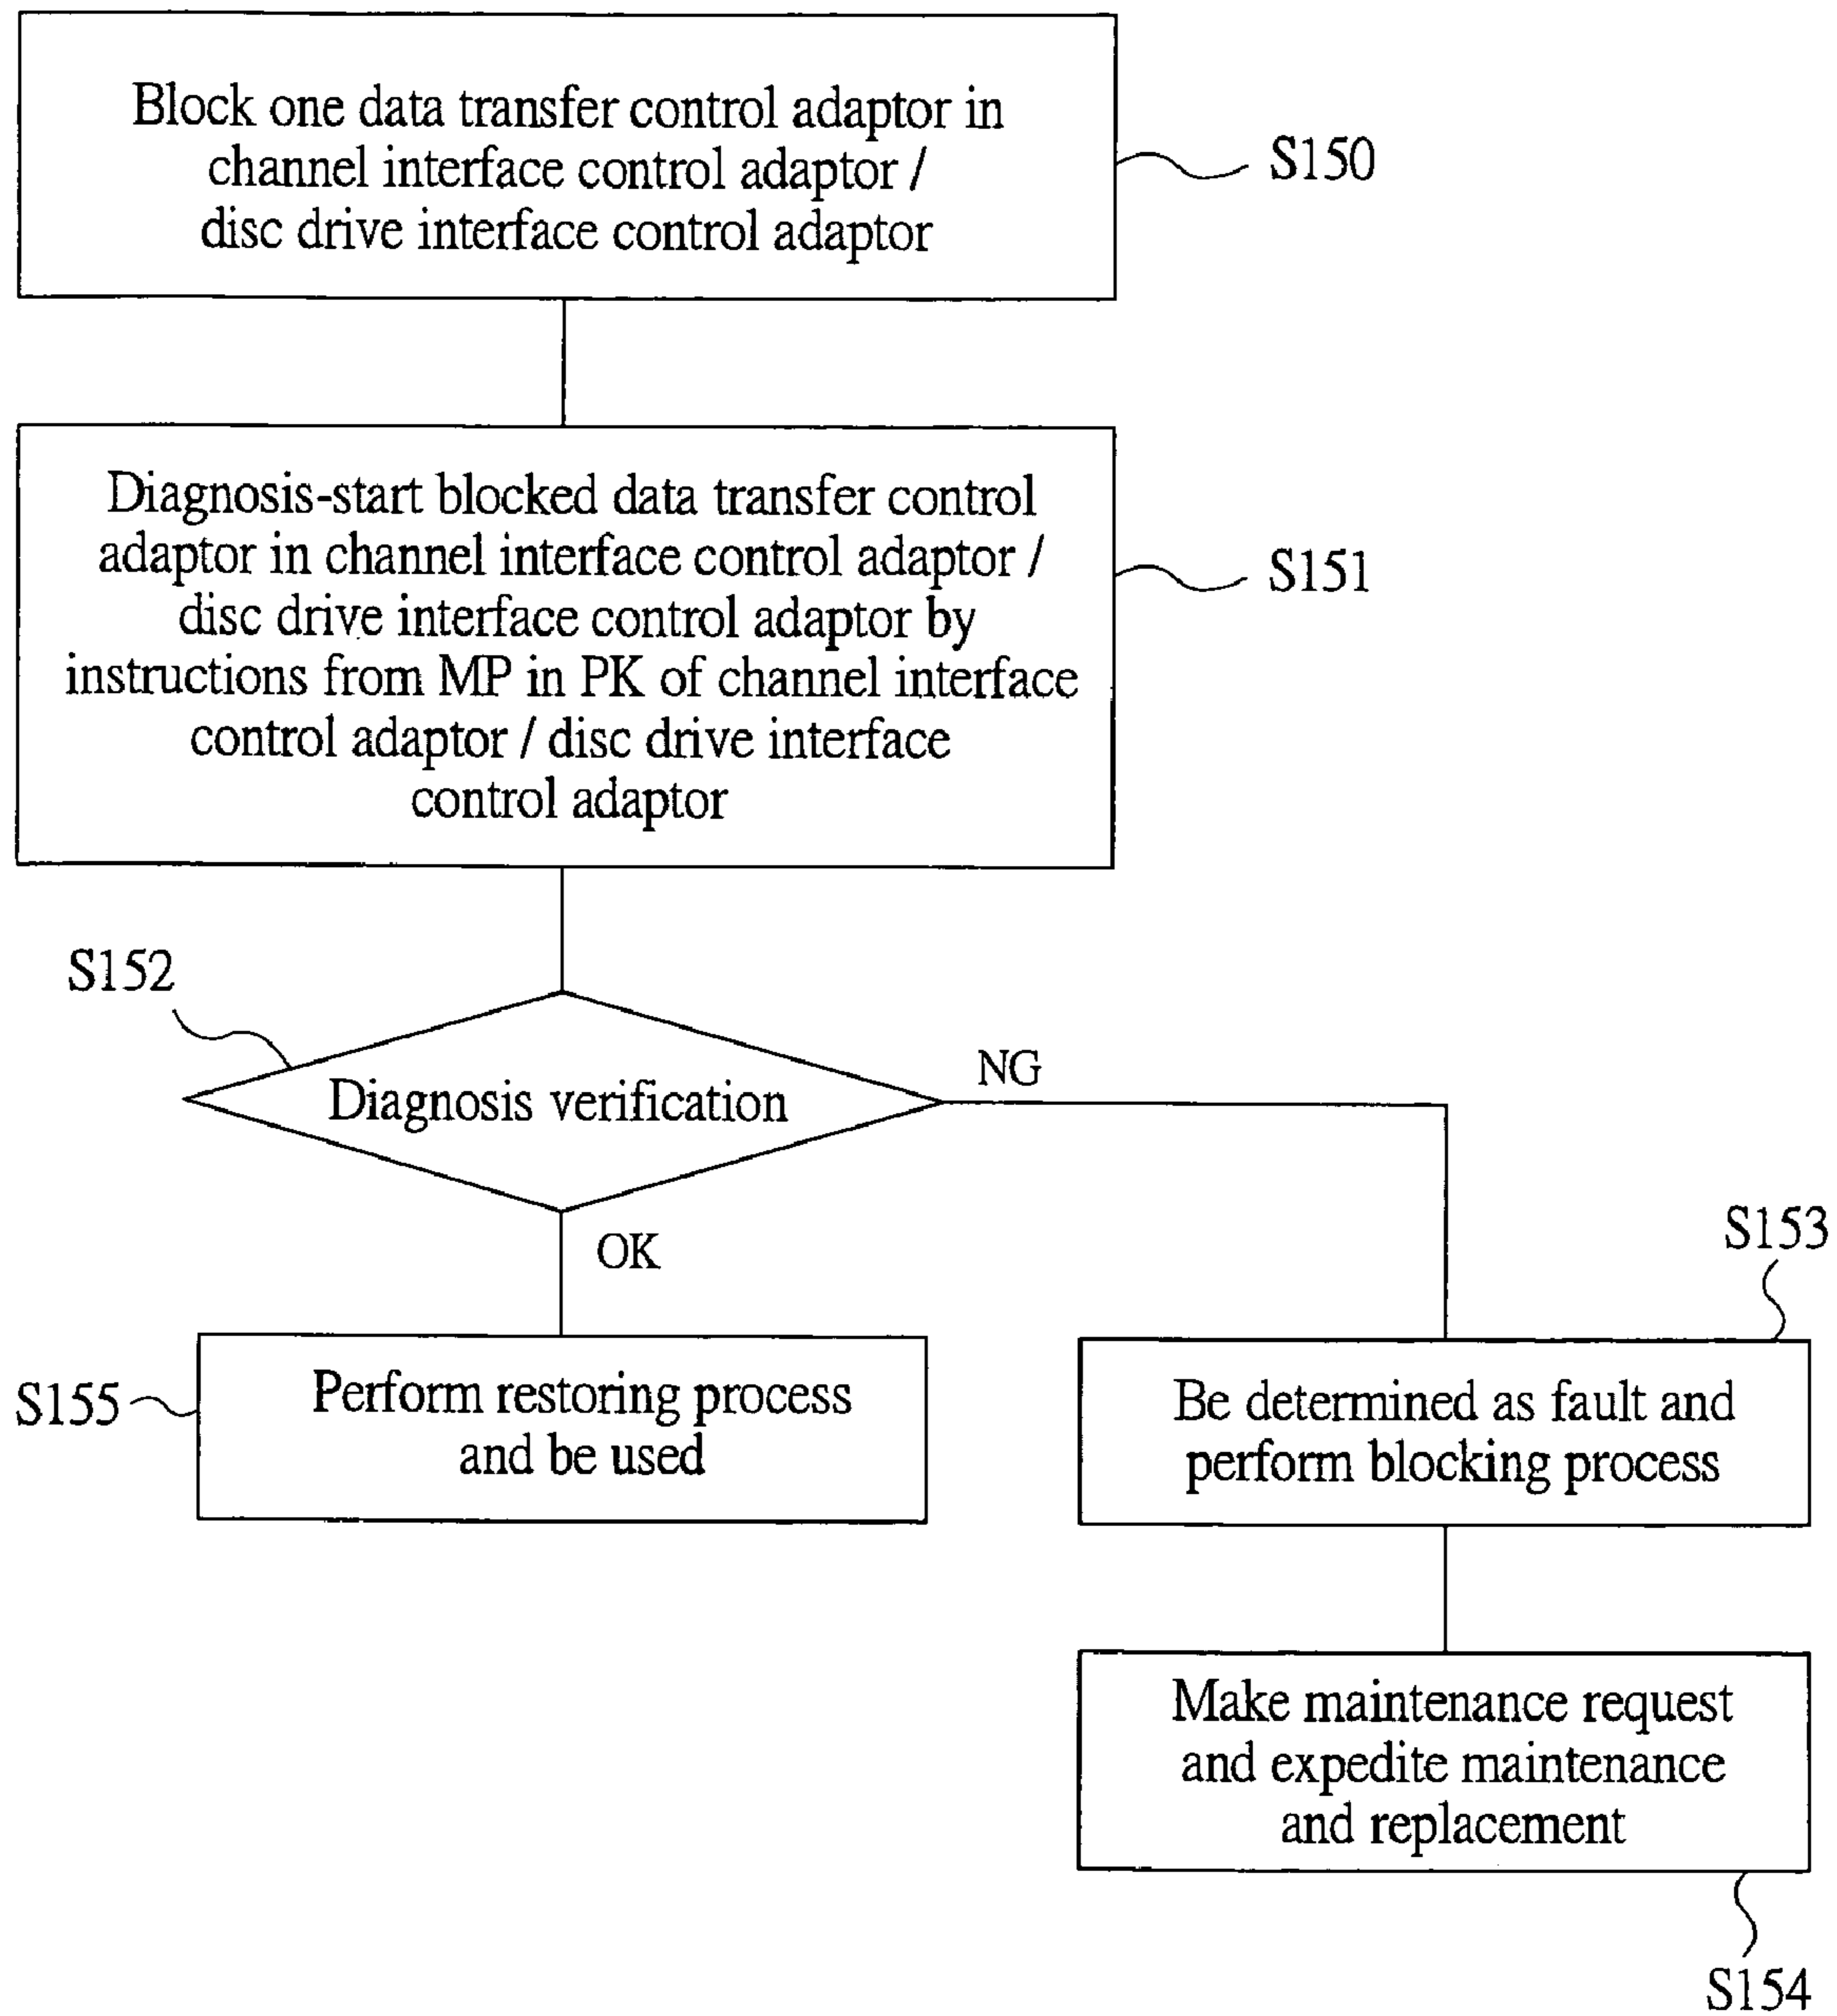 Block one data transfer control adaptor in
channel interface control adaptor /
disc drive interface control adaptor
S150
Diagnosis-start blocked data transfer control
adaptor in channel interface control adaptor /
disc drive interface control adaptor by
instructions from MP in PK of channel interface
control adaptor / disc drive interface
control adaptor
S151
S152
Diagnosis verification
NG
OK
S153
S155
Perform restoring process
and be used
Be determined as fault and
perform blocking process
Make maintenance request
and expedite maintenance
and replacement
S154